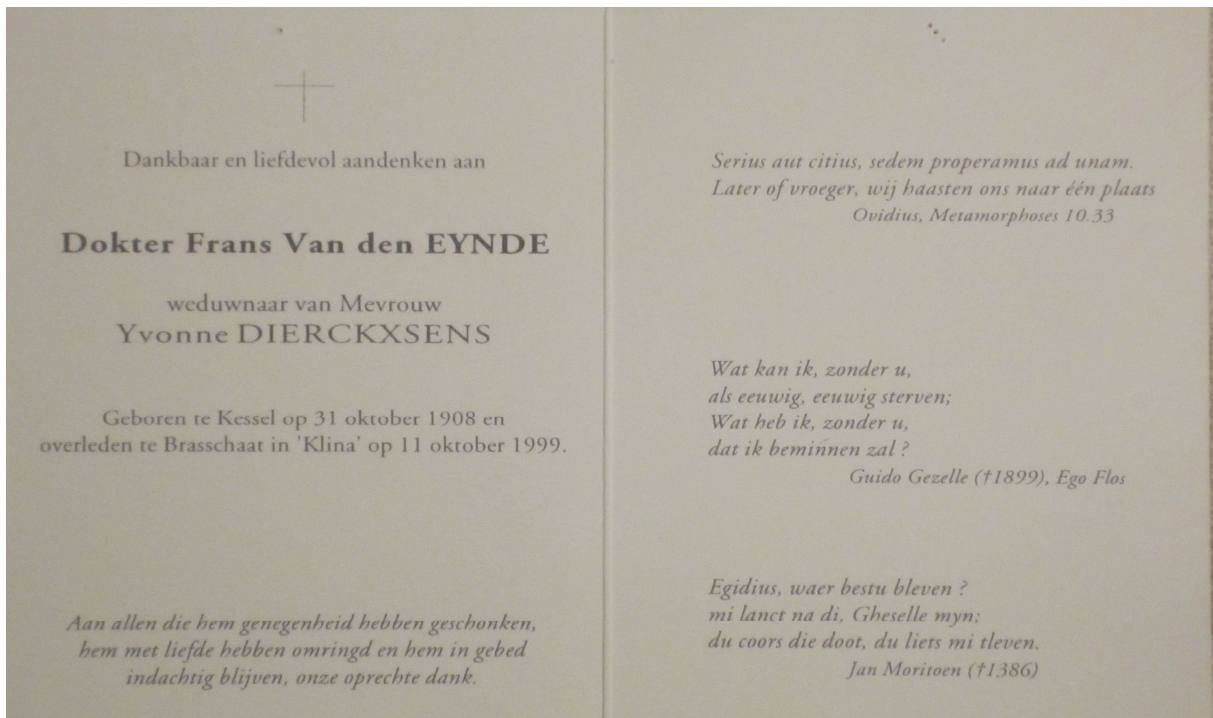 Dankbaar en liefdevol aandenken aan
Dokter Frans Van den EYNDE
weduwnaar van Mevrouw
Yvonne DIERCKXSENS
Geboren te Kessel op 31 oktober 1908 en
overleden te Brasschaat in 'Klina' op 11 oktober 1999.
Aan allen die hem genegenheid hebben geschonken,
hem met liefde hebben omringd en hem in gebed
indachtig blijven, onze oprechte dank.
Serius aut citius, sedem properamus ad unam.
Later of vroeger, wij haasten ons naar één plaats
Ovidius, Metamorphoses 10.33
Wat kan ik, zonder u,
als eeuwig, eeuwig sterven;
Wat heb ik, zonder u,
dat ik beminnen zal ?
Guido Gezelle (†1899), Ego Flos
Egidius, waer bestu bleven ?
mi lanct na di, Gheselle myn;
du coors die doot, du liets mi tleven.
Jan Moritoen (†1386)